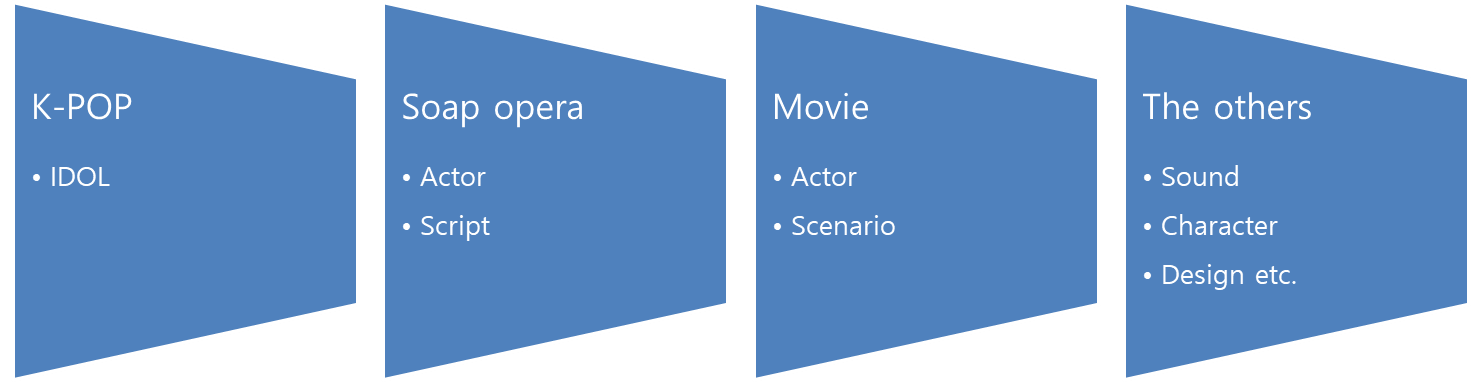 K-POP
• IDOL
Soap opera
• Actor
• Script
Movie
• Actor
• Scenario
The others
• Sound
• Character
• Design etc.